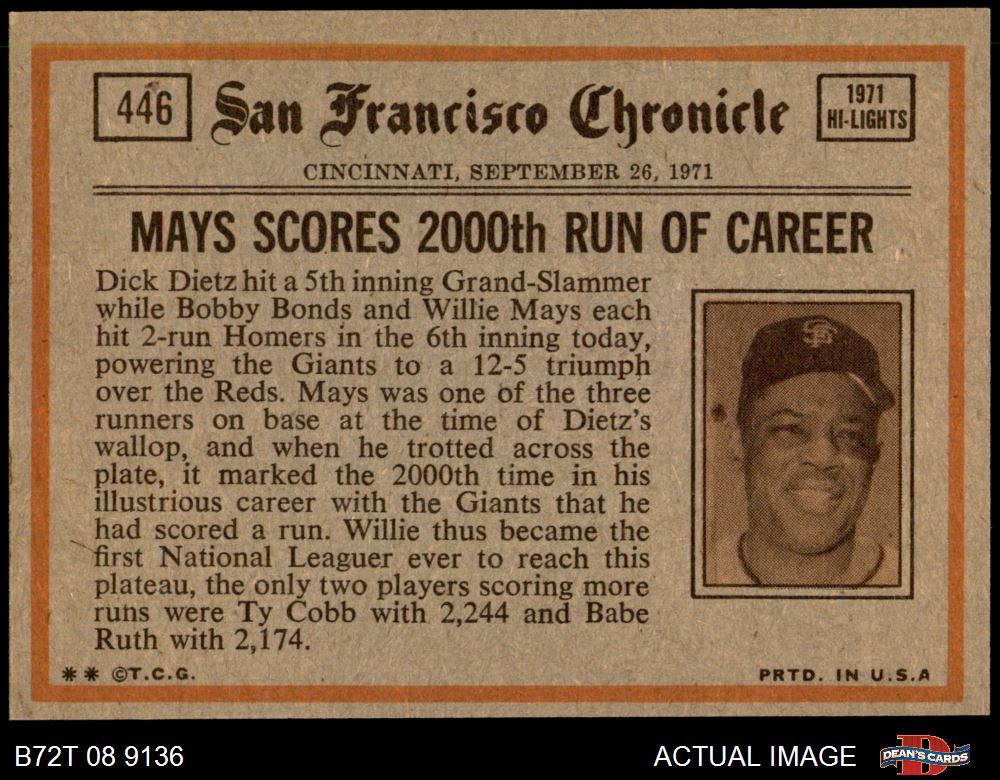 446
San Francisco Chronicle
1971
HI-LIGHTS
CINCINNATI, SEPTEMBER 26, 1971
MAYS SCORES 2000th RUN OF CAREER
Dick Dietz hit a 5th inning Grand-Slammer
while Bobby Bonds and Willie Mays each
hit 2-run Homers in the 6th inning today,
powering the Giants to a 12-5 triumph
over the Reds. Mays was one of the three
runners on base at the time of Dietz's
wallop, and when he trotted across the
plate, it marked the 2000th time in his
illustrious career with the Giants that he
had scored a run. Willie thus became the
first National Leaguer ever to reach this
plateau, the only two players scoring more
runs were Ty Cobb with 2,244 and Babe
Ruth with 2,174.
SF
** ©T.C.G.
PRTD. IN U.S.A
B72T 08 9136
ACTUAL IMAGE
DEAN'S CARDS